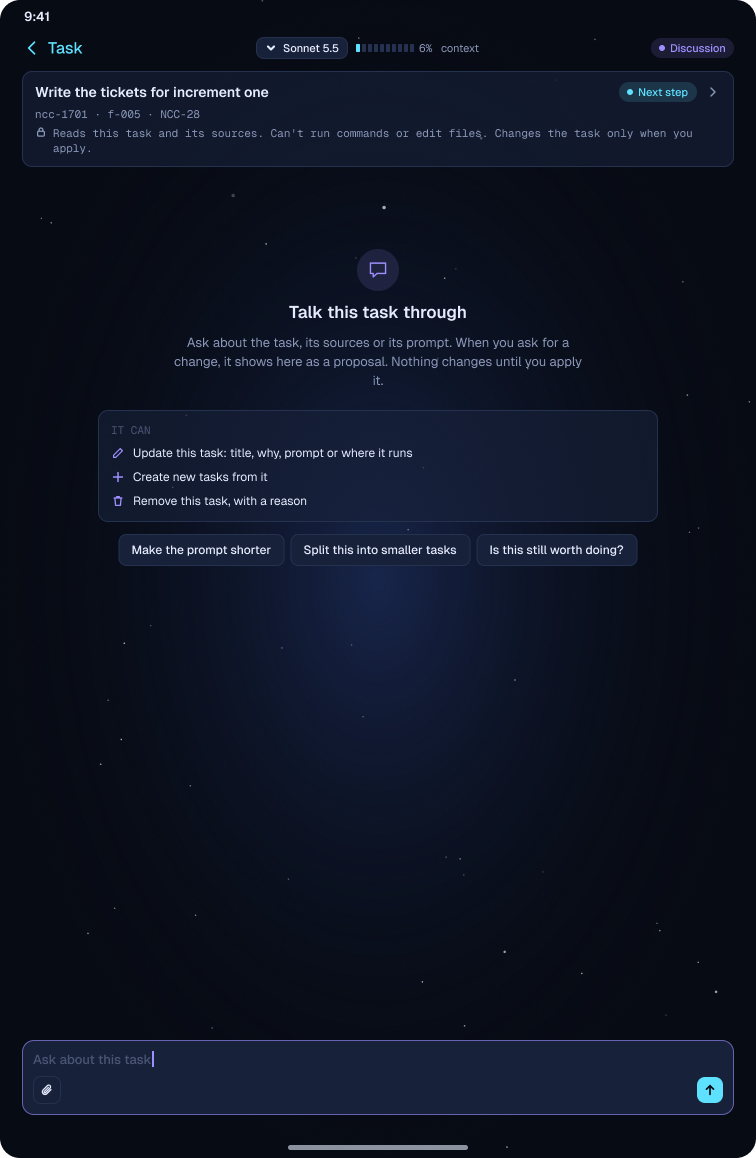 9:41
Task
Sonnet 5.5
6% context
Discussion
Write the tickets for increment one
Next step
ncc-1701 · f-005 · NCC-28
Reads this task and its sources. Can't run commands or edit files. Changes the task only when you
apply.
Talk this task through
Ask about the task, its sources or its prompt. When you ask for a
change, it shows here as a proposal. Nothing changes until you apply
it.
IT CAN
Update this task: title, why, prompt or where it runs
Create new tasks from it
Remove this task, with a reason
Make the prompt shorter
Split this into smaller tasks
Is this still worth doing?
Ask about this task